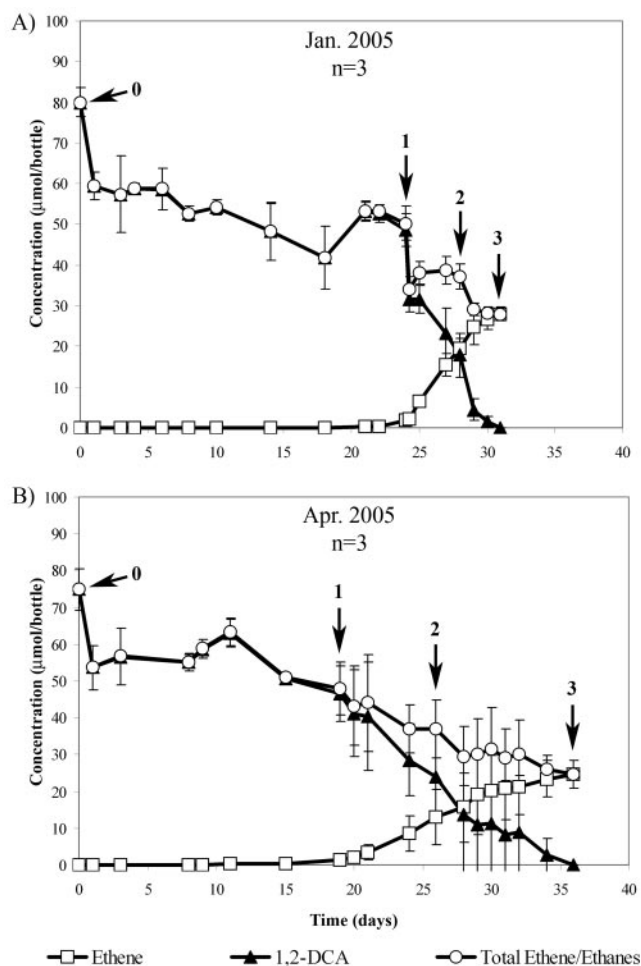 A)
Jan. 2005
n=3
Concentration (µmol/bottle)
100
90
80
70
60
50
40
30
20
10
0
0
1
2
3
0 5 10 15 20 25 30 35 40
B)
Apr. 2005
n=3
Concentration (µmol/bottle)
100
90
80
70
60
50
40
30
20
10
0
0
1
2
3
0 5 10 15 20 25 30 35 40
Time (days)
Ethene 1,2-DCA Total Ethene/Ethanes